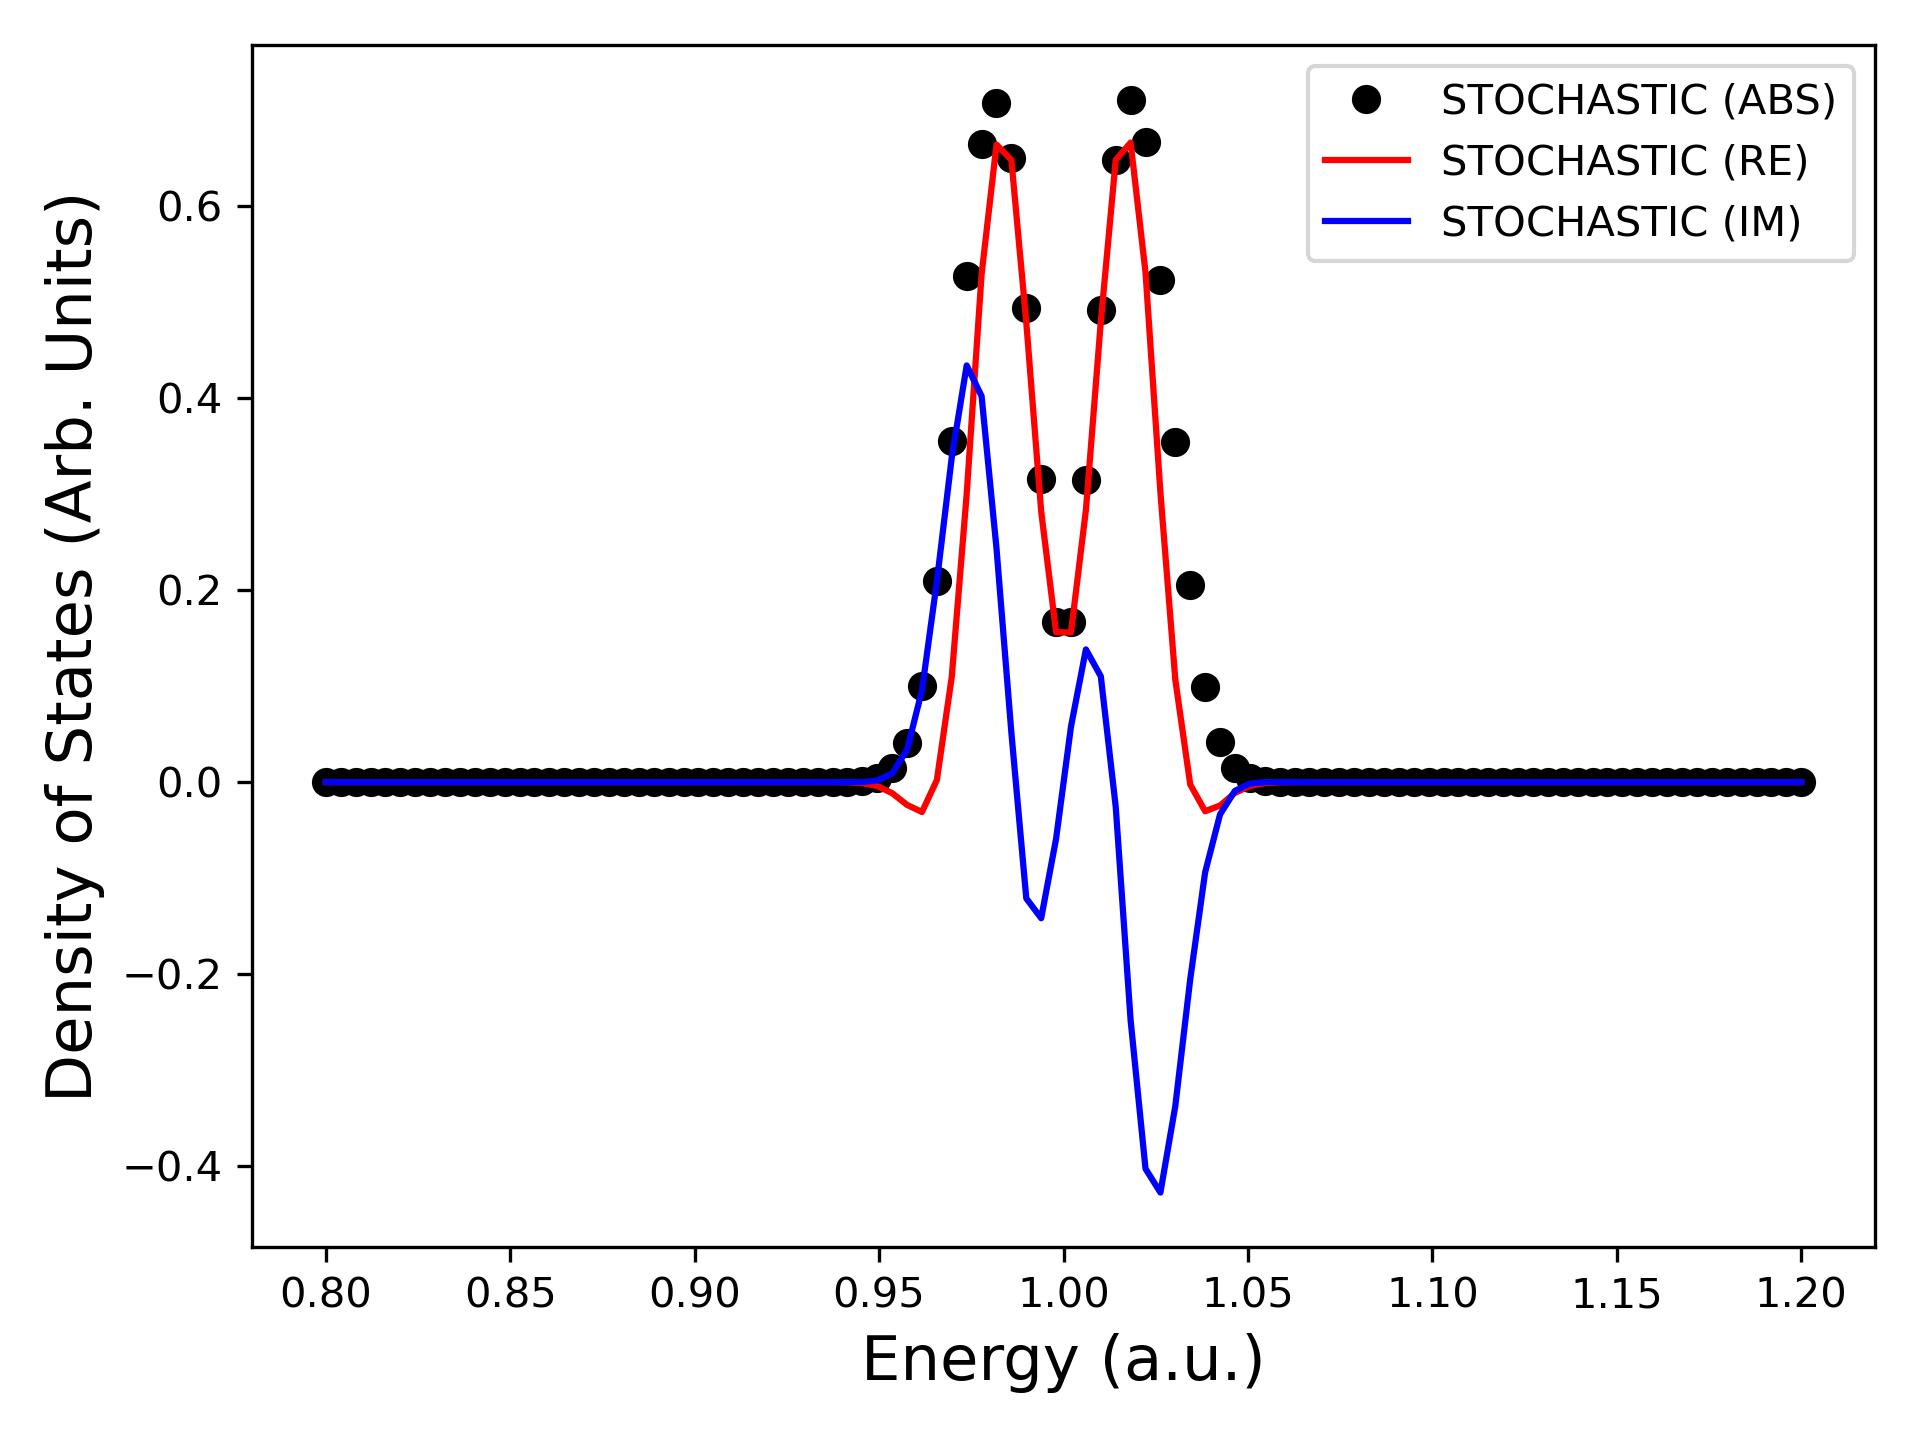 STOCHASTIC (ABS)
STOCHASTIC (RE)
STOCHASTIC (IM)
Density of States (Arb. Units)
0.6
0.4
0.2
0.0
−0.2
−0.4
0.80 0.85 0.90 0.95 1.00 1.05 1.10 1.15 1.20
Energy (a.u.)